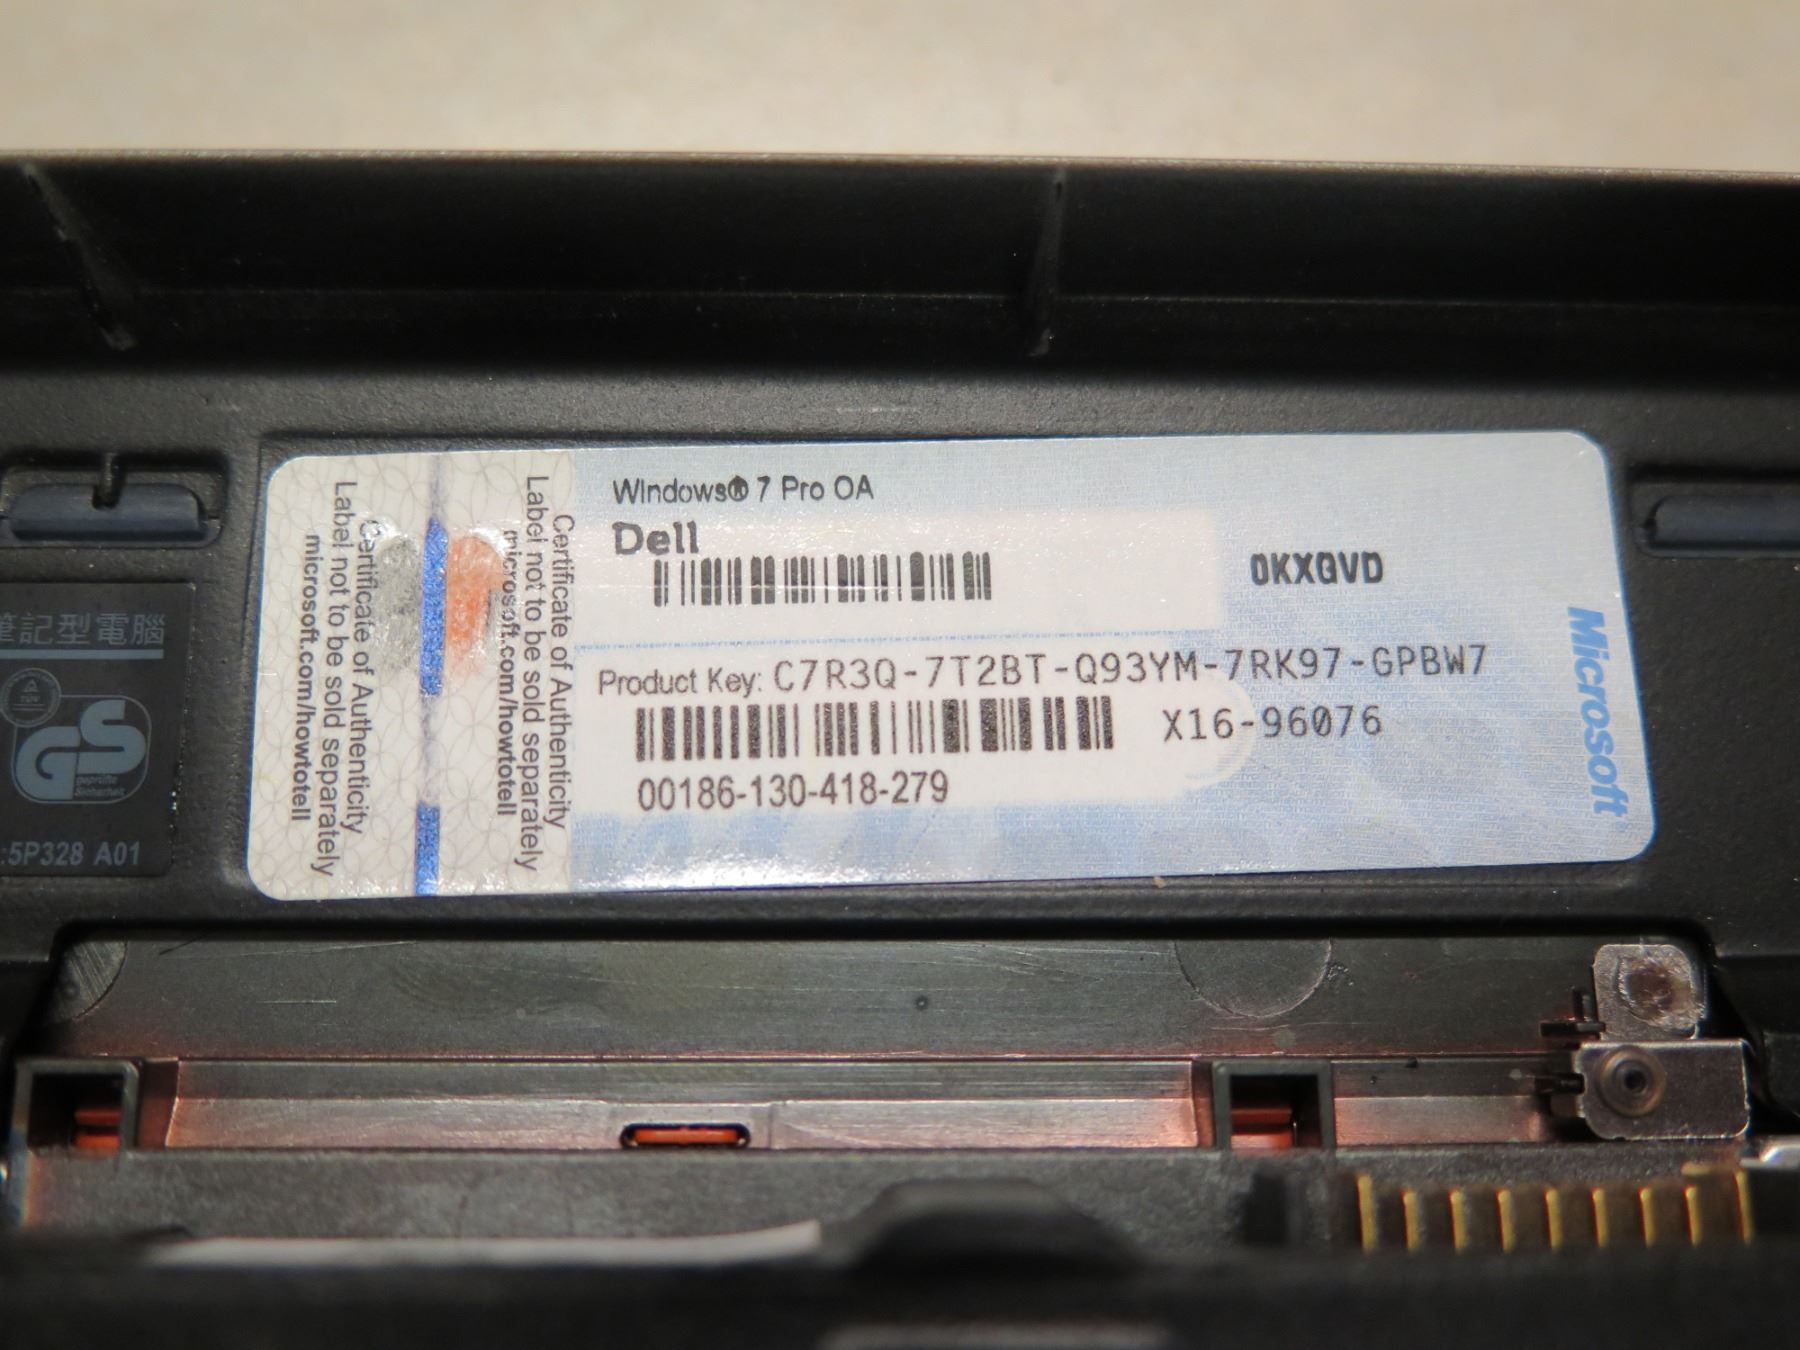 Windows® 7 Pro OA
Dell
0KXGVD
Product Key: C7R3Q-7T2BT-Q93YM-7RK97-GPBW7
X16-96076
00186-130-418-279
Microsoft
Certificate of Authenticity
Label not to be sold separately
microsoft.com/howtotell
Certificate of Authenticity
Label not to be sold separately
microsoft.com/howtotell
筆記型電腦
GS
geprüfte
Sicherheit
:5P328 A01